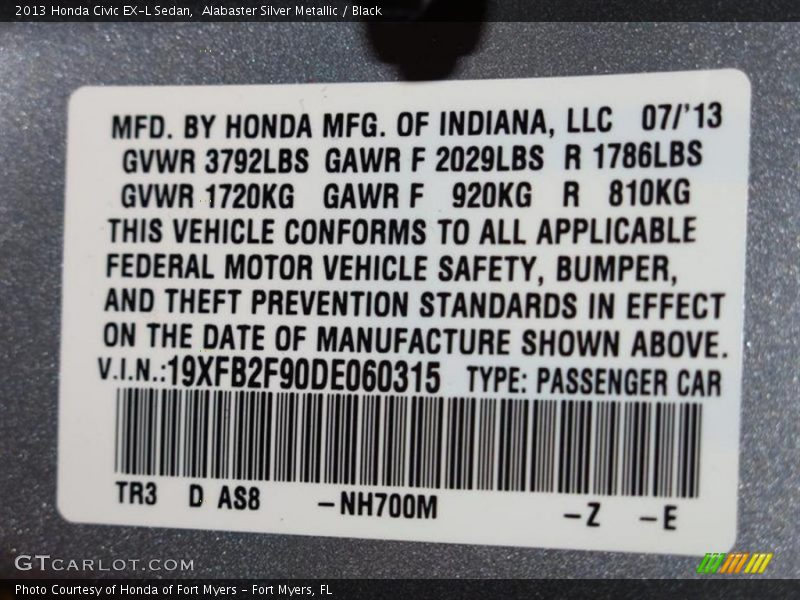 2013 Honda Civic EX-L Sedan, Alabaster Silver Metallic / Black
MFD. BY HONDA MFG. OF INDIANA, LLC 07/'13
GVWR 3792LBS GAWR F 2029LBS R 1786LBS
GVWR 1720KG GAWR F 920KG R 810KG
THIS VEHICLE CONFORMS TO ALL APPLICABLE
FEDERAL MOTOR VEHICLE SAFETY, BUMPER,
AND THEFT PREVENTION STANDARDS IN EFFECT
ON THE DATE OF MANUFACTURE SHOWN ABOVE.
V.I.N.:19XFB2F90DE060315 TYPE: PASSENGER CAR
TR3 D AS8 -NH700M -Z -E
GTCARLOT.COM
Photo Courtesy of Honda of Fort Myers - Fort Myers, FL